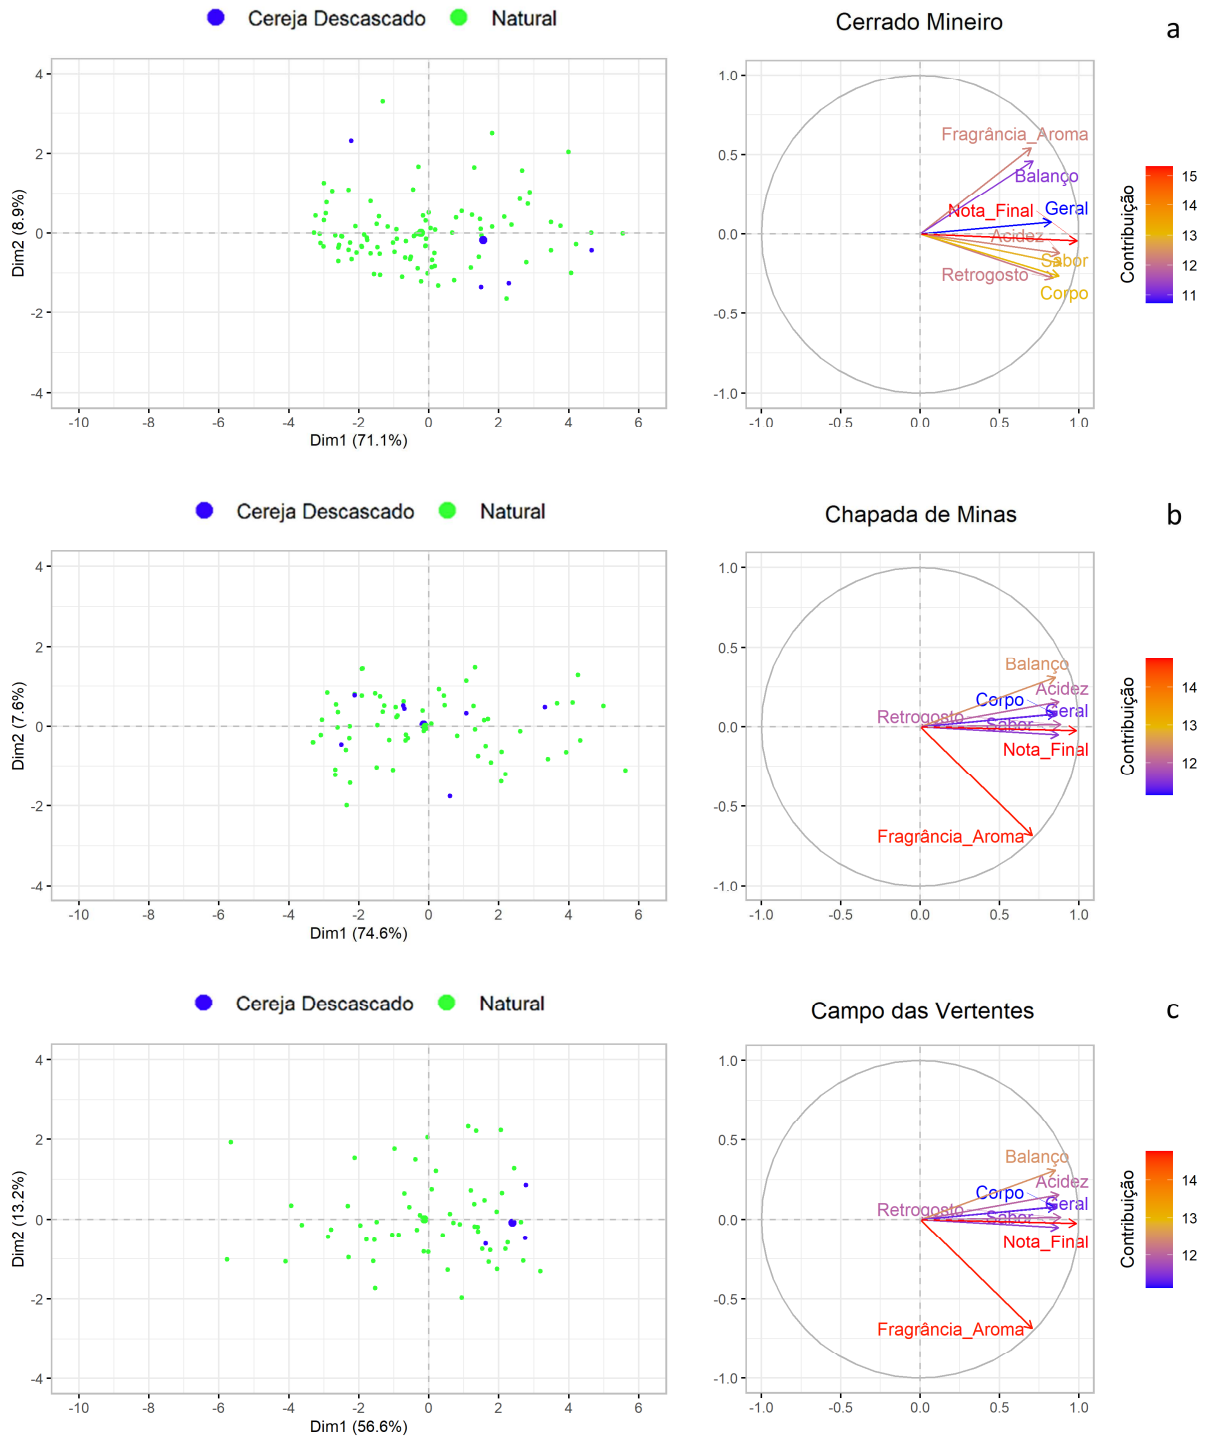 Cereja Descascado Natural
Cerrado Mineiro
a
4
2
0
-2
-4
Dim2 (8.9%)
-10 -8 -6 -4 -2 0 2 4 6
Dim1 (71.1%)
1.0
0.5
0.0
-0.5
-1.0
Fragrância_Aroma
Balanço
Nota_Final
Geral
Acidez
Sabor
Retrogosto
Corpo
-1.0 -0.5 0.0 0.5 1.0
Contribuição
15
14
13
12
11
Cereja Descascado Natural
Chapada de Minas
b
4
2
0
-2
-4
Dim2 (7.6%)
-10 -8 -6 -4 -2 0 2 4 6
Dim1 (74.6%)
1.0
0.5
0.0
-0.5
-1.0
Balanço
Acidez
Corpo
Geral
Retrogosto
Sabor
Nota_Final
Fragrância_Aroma
-1.0 -0.5 0.0 0.5 1.0
Contribuição
14
13
12
Cereja Descascado Natural
Campo das Vertentes
c
4
2
0
-2
-4
Dim2 (13.2%)
-10 -8 -6 -4 -2 0 2 4 6
Dim1 (56.6%)
1.0
0.5
0.0
-0.5
-1.0
Balanço
Acidez
Corpo
Geral
Retrogosto
Sabor
Nota_Final
Fragrância_Aroma
-1.0 -0.5 0.0 0.5 1.0
Contribuição
14
13
12